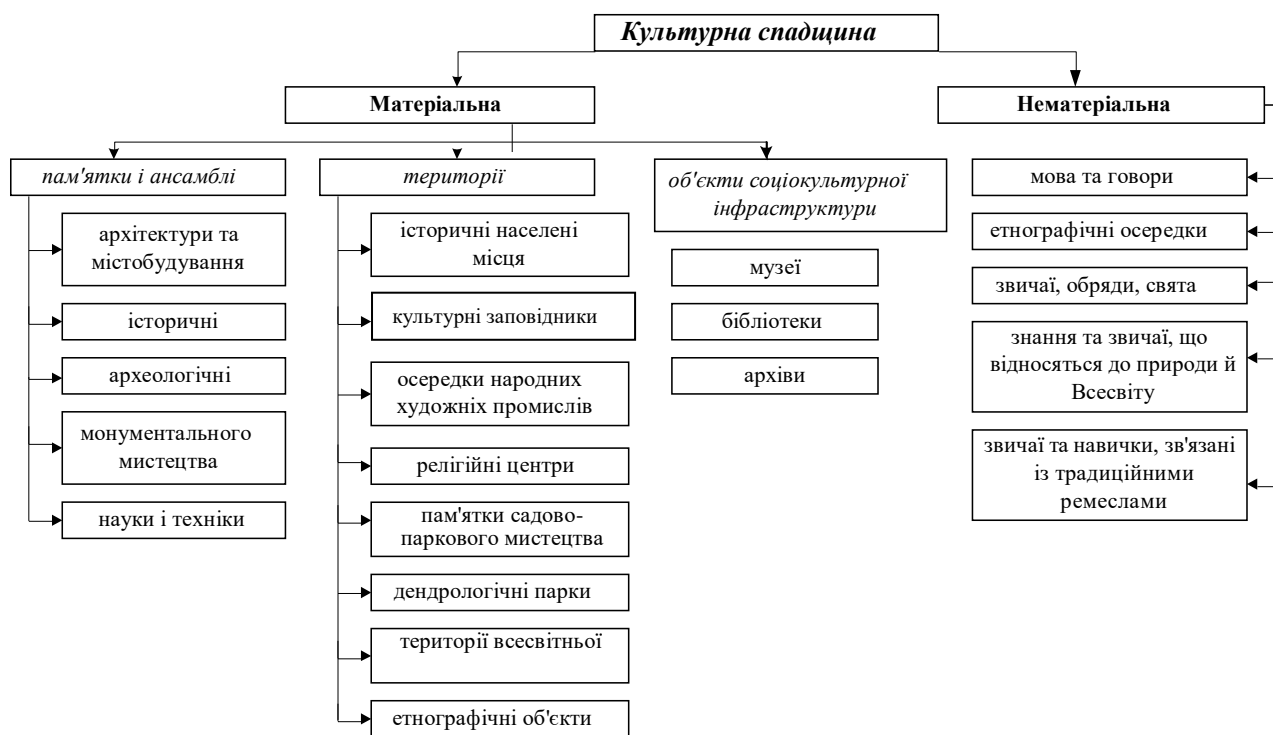 Культурна спадщина
Матеріальна
Нематеріальна
пам'ятки і ансамблі
архітектури та
містобудування
історичні
археологічні
монументального
мистецтва
науки і техніки
території
історичні населені
місця
культурні заповідники
осередки народних
художніх промислів
релігійні центри
пам'ятки садово-
паркового мистецтва
дендрологічні парки
території всесвітньої
етнографічні об'єкти
об'єкти соціокультурної
інфраструктури
музеї
бібліотеки
архіви
мова та говори
етнографічні осередки
звичаї, обряди, свята
знання та звичаї, що
відносяться до природи й
Всесвіту
звичаї та навички, зв'язані
із традиційними
ремеслами